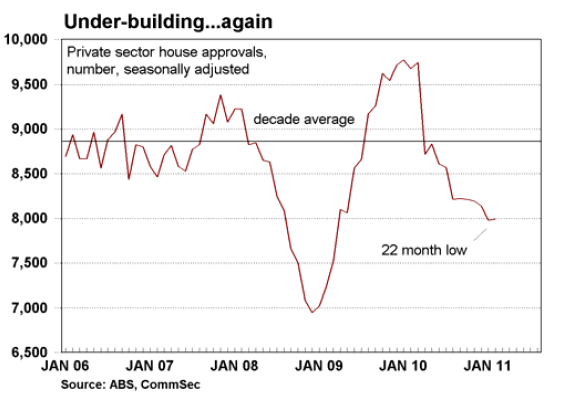 Under-building...again
10,000
Private sector house approvals,
number, seasonally adjusted
9,500
decade average
9,000
8,500
8,000
22 month low
7,500
7,000
6,500
JAN 06 JAN 07 JAN 08 JAN 09 JAN 10 JAN 11
Source: ABS, CommSec